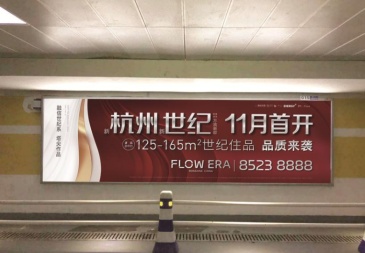 杭州 世纪 11月首开
125-165m²世纪住品 品质来袭
FLOW ERA | 8523 8888